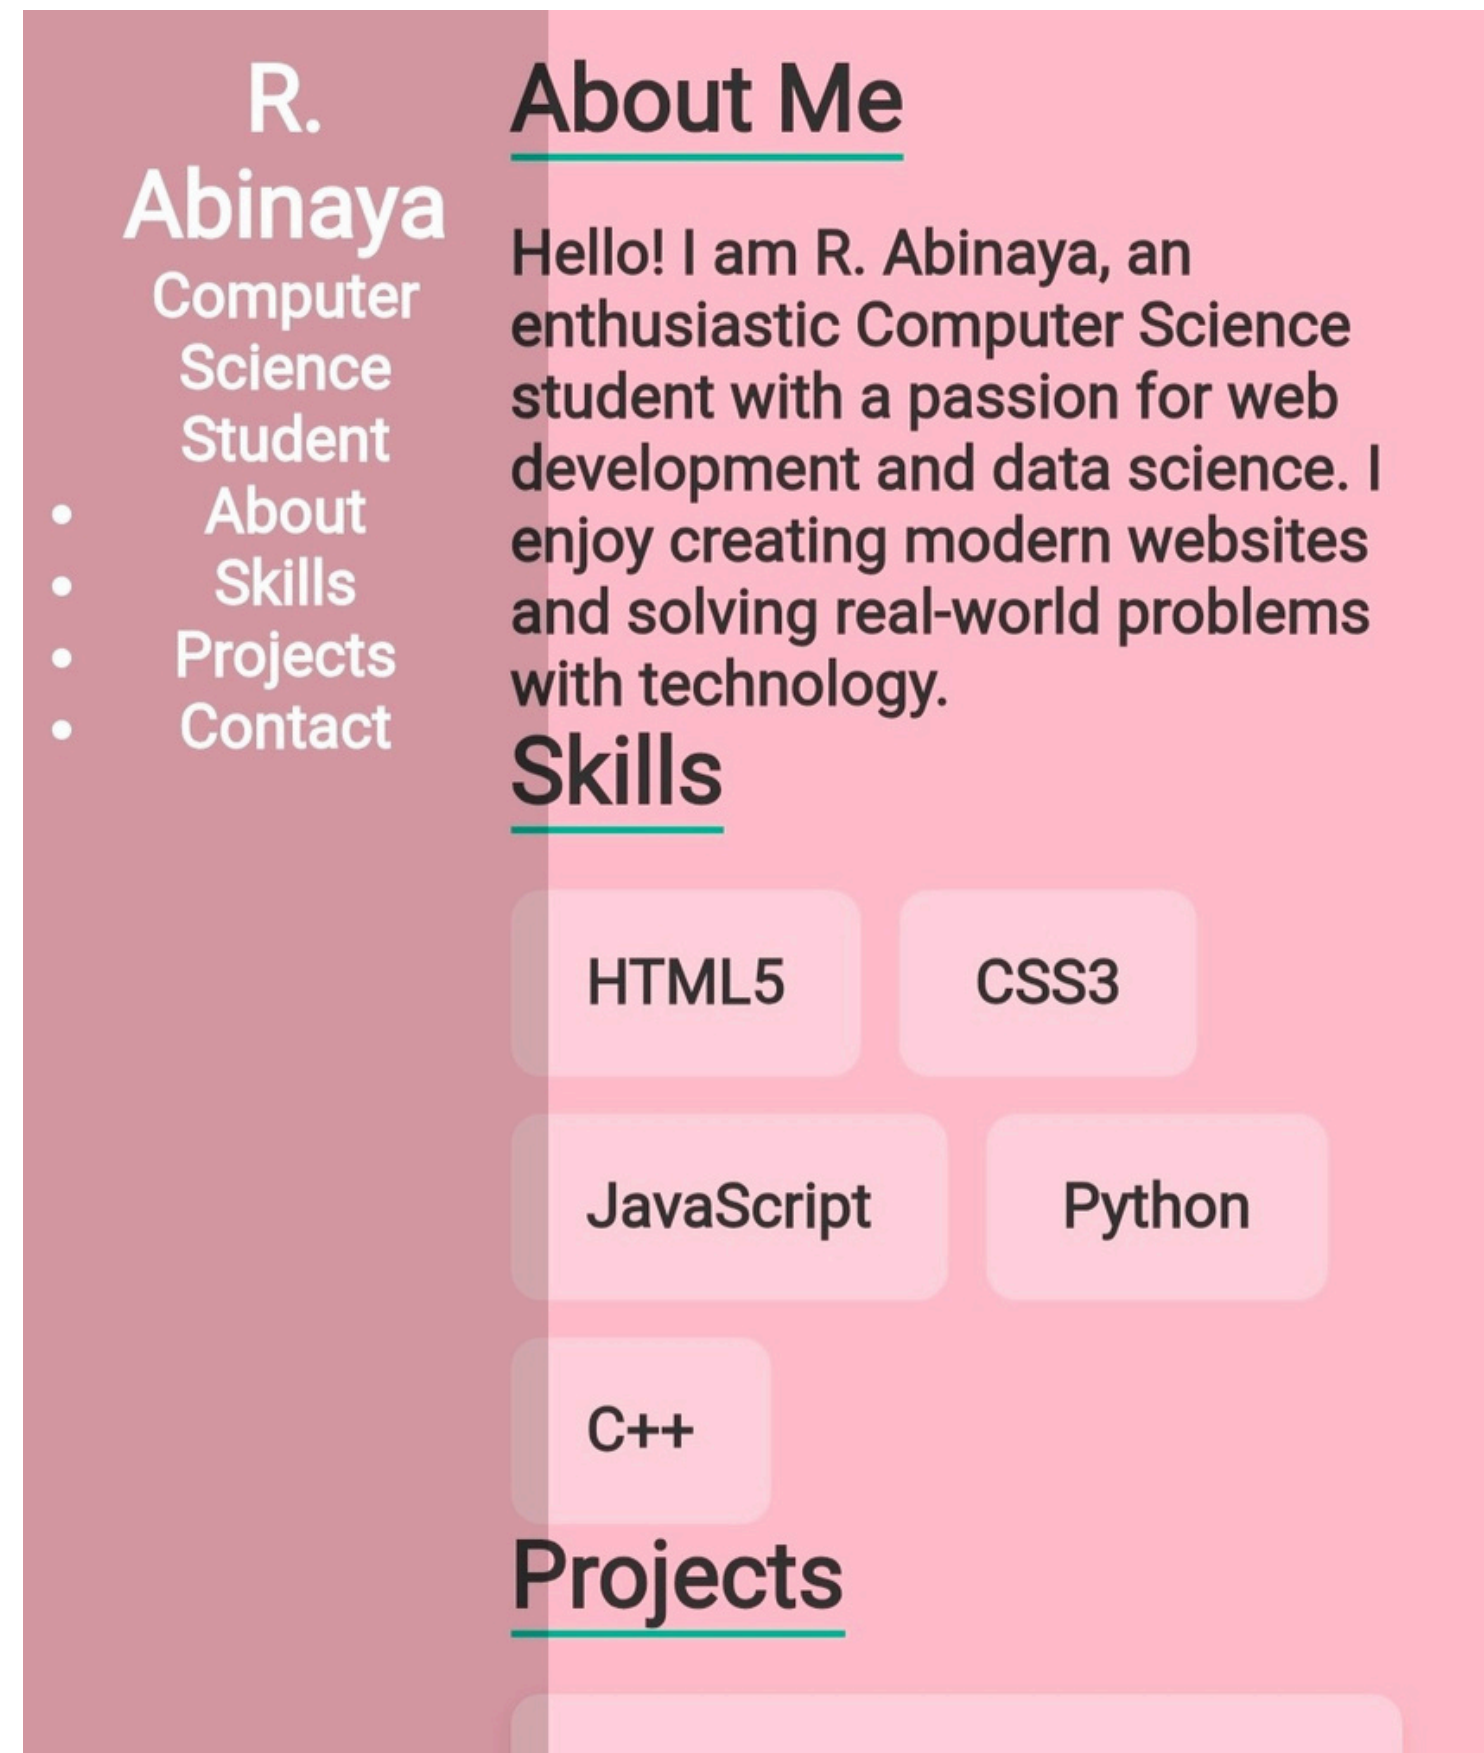 R.
Abinaya
Computer
Science
Student
• About
• Skills
• Projects
• Contact
About Me
Hello! I am R. Abinaya, an
enthusiastic Computer Science
student with a passion for web
development and data science. I
enjoy creating modern websites
and solving real-world problems
with technology.
Skills
HTML5
CSS3
JavaScript
Python
C++
Projects